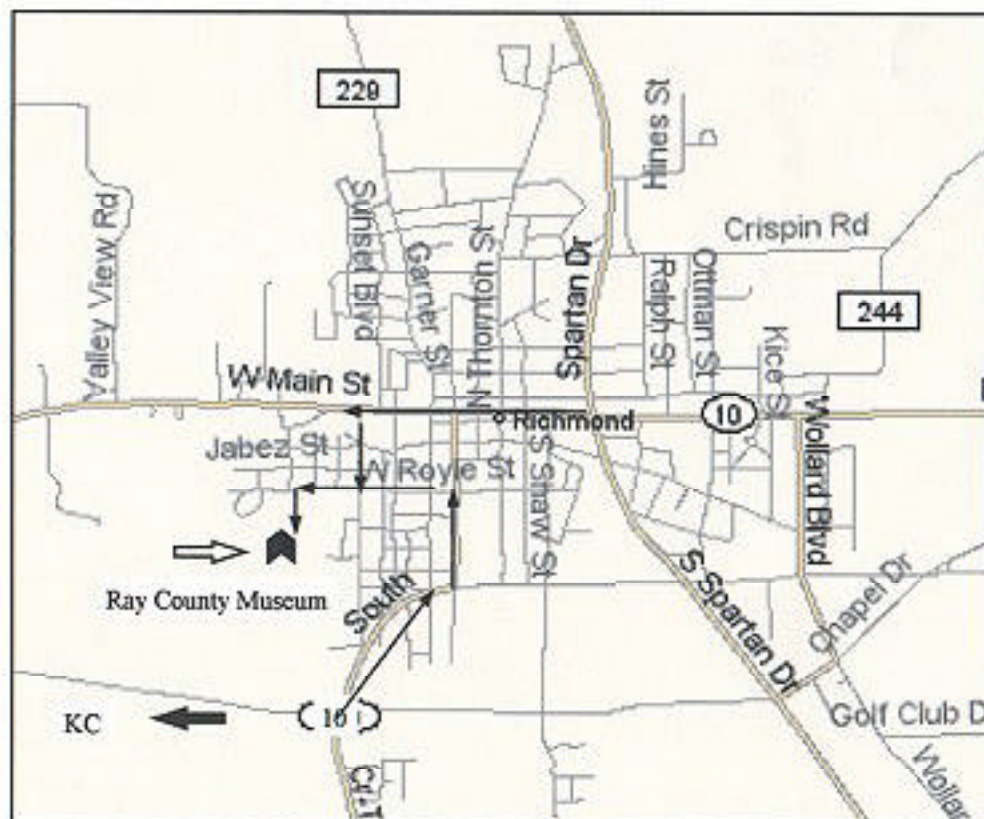 229
Hines St
Valley View Rd
Sunset Blvd
Garner St
N Thornton St
Spartan Dr
Crispin Rd
Ralph St
Ottman St
244
Kice St
W Main St
10
Richmond
Jabez St
W Royle St
S Shaw St
Wollard Blvd
Ray County Museum
South
S Spartan Dr
Chapel Dr
KC
10
Golf Club D
Wollar